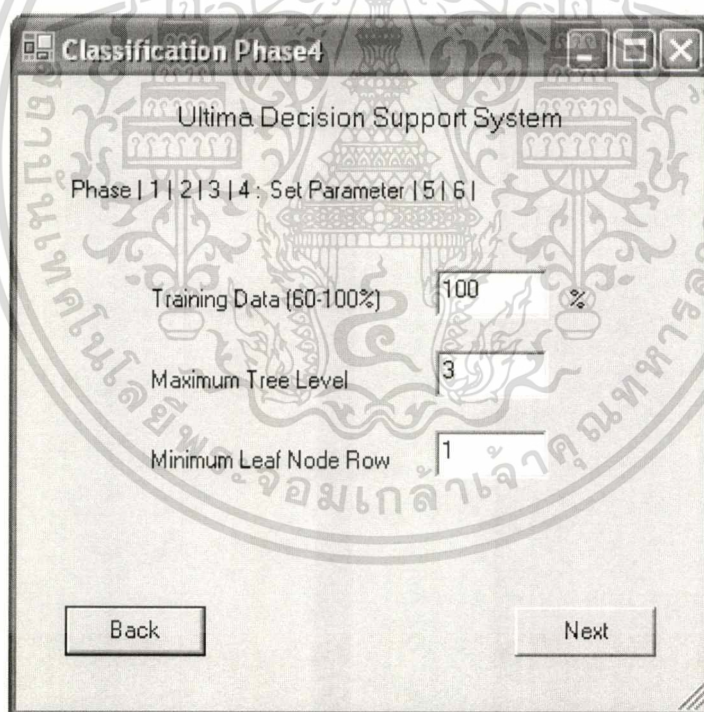 Classification Phase4
Ultima Decision Support System
Phase | 1 | 2 | 3 | 4 : Set Parameter | 5 | 6 |
Training Data (60-100%) 100 %
Maximum Tree Level 3
Minimum Leaf Node Row 1
Back Next